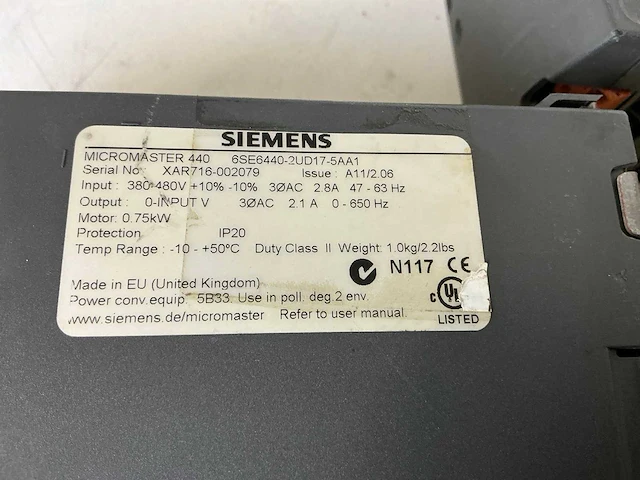 SIEMENS
MICROMASTER 440 6SE6440-2UD17-5AA1
Serial No: XAR716-002079 Issue : A11/2.06
Input : 380-480V +10% -10% 3ØAC 2.8A 47 - 63 Hz
Output : 0-INPUT V 3ØAC 2.1 A 0 - 650 Hz
Motor: 0.75kW
Protection IP20
Temp Range : -10 - +50°C Duty Class II Weight: 1.0kg/2.2lbs
N117 CE
Made in EU (United Kingdom)
Power conv.equip. 5B33. Use in poll. deg.2 env.
C UL
www.siemens.de/micromaster Refer to user manual.
LISTED